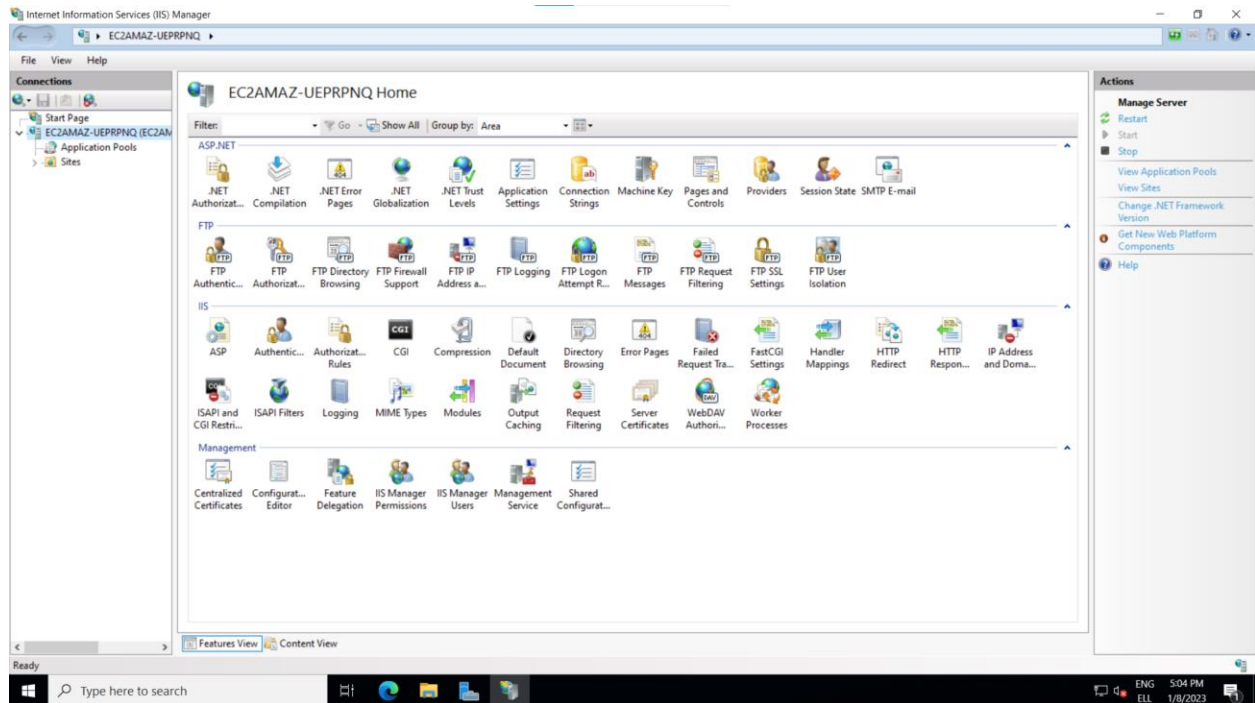 Internet Information Services (IIS) Manager
EC2AMAZ-UEPRPNQ
File View Help
Connections
Start Page
EC2AMAZ-UEPRPNQ (EC2AM
Application Pools
Sites
EC2AMAZ-UEPRPNQ Home
Filter: Go Show All Group by: Area
ASP.NET
.NET Authorizat...
.NET Compilation
.NET Error Pages
.NET Globalization
.NET Trust Levels
Application Settings
Connection Strings
Machine Key
Pages and Controls
Providers
Session State
SMTP E-mail
FTP
FTP Authentic...
FTP Authorizat...
FTP Directory Browsing
FTP Firewall Support
FTP IP Address a...
FTP Logging
FTP Logon Attempt R...
FTP Messages
FTP Request Filtering
FTP SSL Settings
FTP User Isolation
IIS
ASP
Authentic...
Authorizat... Rules
CGI
Compression
Default Document
Directory Browsing
Error Pages
Failed Request Tra...
FastCGI Settings
Handler Mappings
HTTP Redirect
HTTP Respon...
IP Address and Doma...
ISAPI and CGI Restri...
ISAPI Filters
Logging
MIME Types
Modules
Output Caching
Request Filtering
Server Certificates
WebDAV Authori...
Worker Processes
Management
Centralized Certificates
Configurat... Editor
Feature Delegation
IIS Manager Permissions
IIS Manager Users
Management Service
Shared Configurat...
Features View Content View
Actions
Manage Server
Restart
Start
Stop
View Application Pools
View Sites
Change .NET Framework
Version
Get New Web Platform
Components
Help
Ready
Type here to search
ENG 5:04 PM
ELL 1/8/2023